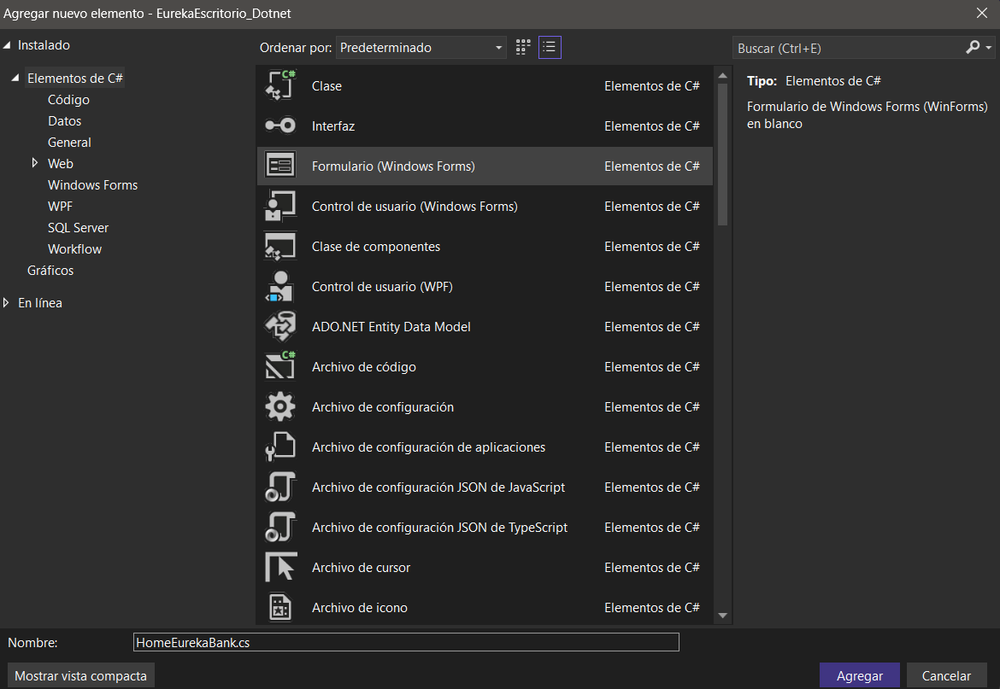 Agregar nuevo elemento - EurekaEscritorio_Dotnet
Instalado
Ordenar por: Predeterminado
Buscar (Ctrl+E)
Elementos de C#
Código
Datos
General
Web
Windows Forms
WPF
SQL Server
Workflow
Gráficos
En línea
C# Clase Elementos de C#
Interfaz Elementos de C#
Formulario (Windows Forms) Elementos de C#
Control de usuario (Windows Forms) Elementos de C#
Clase de componentes Elementos de C#
Control de usuario (WPF) Elementos de C#
ADO.NET Entity Data Model Elementos de C#
C# Archivo de código Elementos de C#
Archivo de configuración Elementos de C#
Archivo de configuración de aplicaciones Elementos de C#
Archivo de configuración JSON de JavaScript Elementos de C#
Archivo de configuración JSON de TypeScript Elementos de C#
Archivo de cursor Elementos de C#
Archivo de icono Elementos de C#
Tipo: Elementos de C#
Formulario de Windows Forms (WinForms)
en blanco
Nombre: HomeEurekaBank.cs
Mostrar vista compacta
Agregar
Cancelar